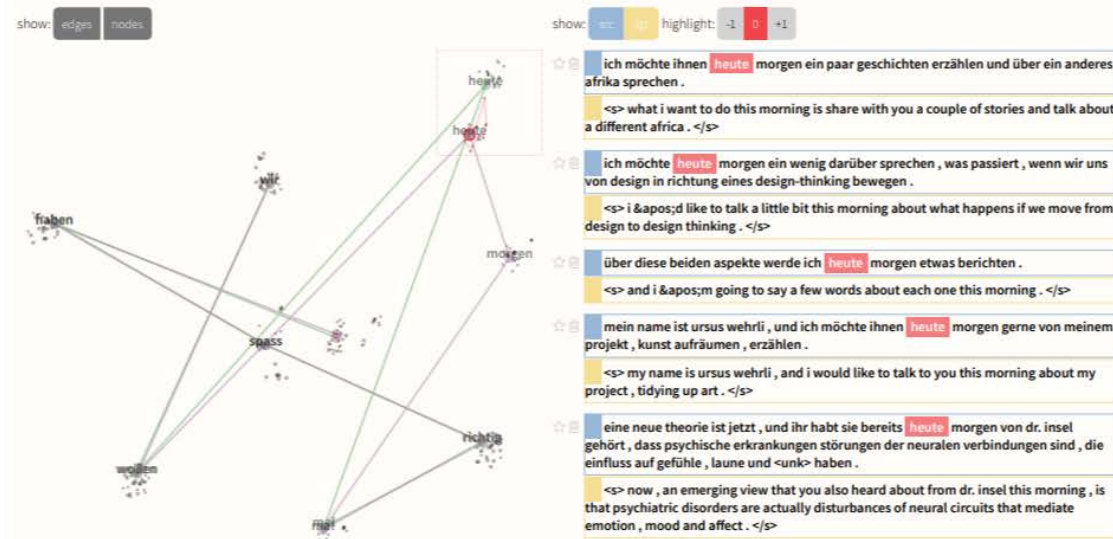 show: edges nodes
heute
heute
wir
haben
morgen
spass
richtig
wollen
mal
show: src tgt highlight: -1 0 +1
ich möchte ihnen heute morgen ein paar geschichten erzählen und über ein anderes
afrika sprechen .
<s> what i want to do this morning is share with you a couple of stories and talk about
a different africa . </s>
ich möchte heute morgen ein wenig darüber sprechen , was passiert , wenn wir uns
von design in richtung eines design-thinking bewegen .
<s> i &apos;d like to talk a little bit this morning about what happens if we move from
design to design thinking . </s>
über diese beiden aspekte werde ich heute morgen etwas berichten .
<s> and i &apos;m going to say a few words about each one this morning . </s>
mein name ist ursus wehrli , und ich möchte ihnen heute morgen gerne von meinem
projekt , kunst aufräumen , erzählen .
<s> my name is ursus wehrli , and i would like to talk to you this morning about my
project , tidying up art . </s>
eine neue theorie ist jetzt , und ihr habt sie bereits heute morgen von dr. insel
gehört , dass psychische erkrankungen störungen der neuralen verbindungen sind , die
einfluss auf gefühle , laune und <unk> haben .
<s> now , an emerging view that you also heard about from dr. insel this morning , is
that psychiatric disorders are actually disturbances of neural circuits that mediate
emotion , mood and affect . </s>